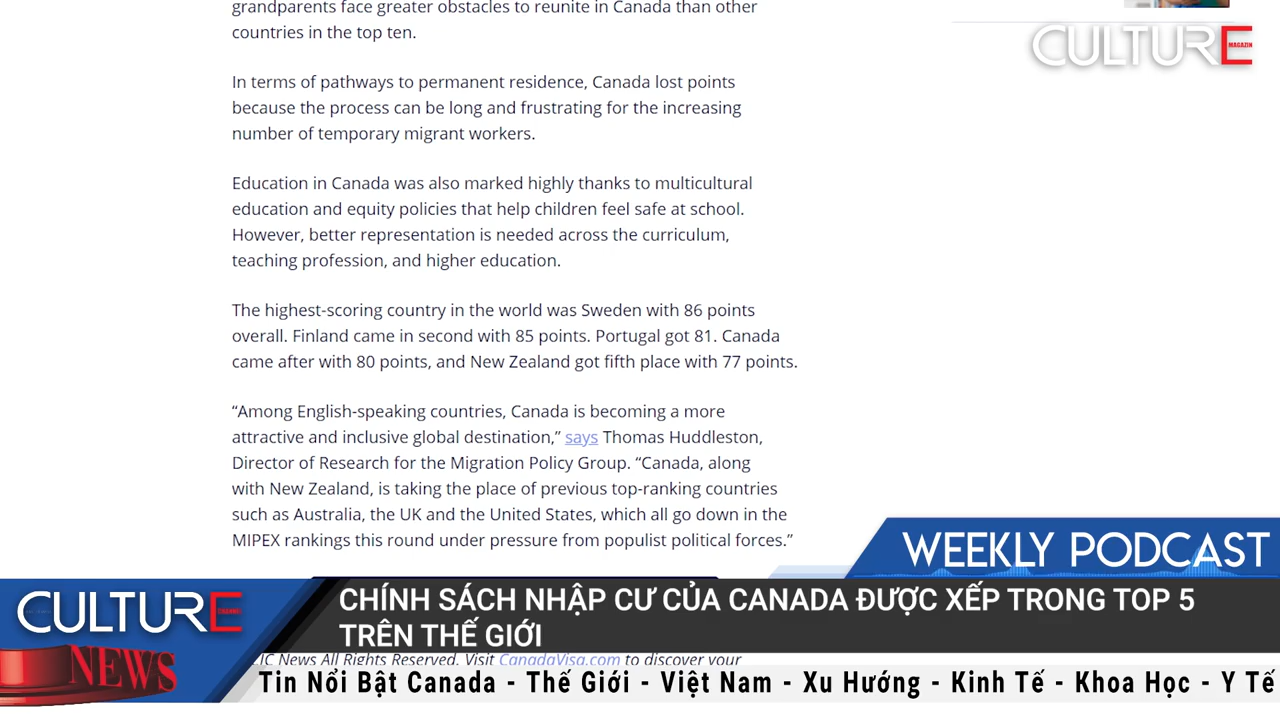 grandparents face greater obstacles to reunite in Canada than other
countries in the top ten.
CULTURE
MAGAZIN
In terms of pathways to permanent residence, Canada lost points
because the process can be long and frustrating for the increasing
number of temporary migrant workers.
Education in Canada was also marked highly thanks to multicultural
education and equity policies that help children feel safe at school.
However, better representation is needed across the curriculum,
teaching profession, and higher education.
The highest-scoring country in the world was Sweden with 86 points
overall. Finland came in second with 85 points. Portugal got 81. Canada
came after with 80 points, and New Zealand got fifth place with 77 points.
“Among English-speaking countries, Canada is becoming a more
attractive and inclusive global destination,” says Thomas Huddleston,
Director of Research for the Migration Policy Group. “Canada, along
with New Zealand, is taking the place of previous top-ranking countries
such as Australia, the UK and the United States, which all go down in the
MIPEX rankings this round under pressure from populist political forces.”
WEEKLY PODCAST
CULTURE
NEWS
CHÍNH SÁCH NHẬP CƯ CỦA CANADA ĐƯỢC XẾP TRONG TOP 5
TRÊN THẾ GIỚI
News All Rights Reserved. Visit CanadaVisa.com to discover your
Tin Nổi Bật Canada - Thế Giới - Việt Nam - Xu Hướng - Kinh Tế - Khoa Học - Y Tế